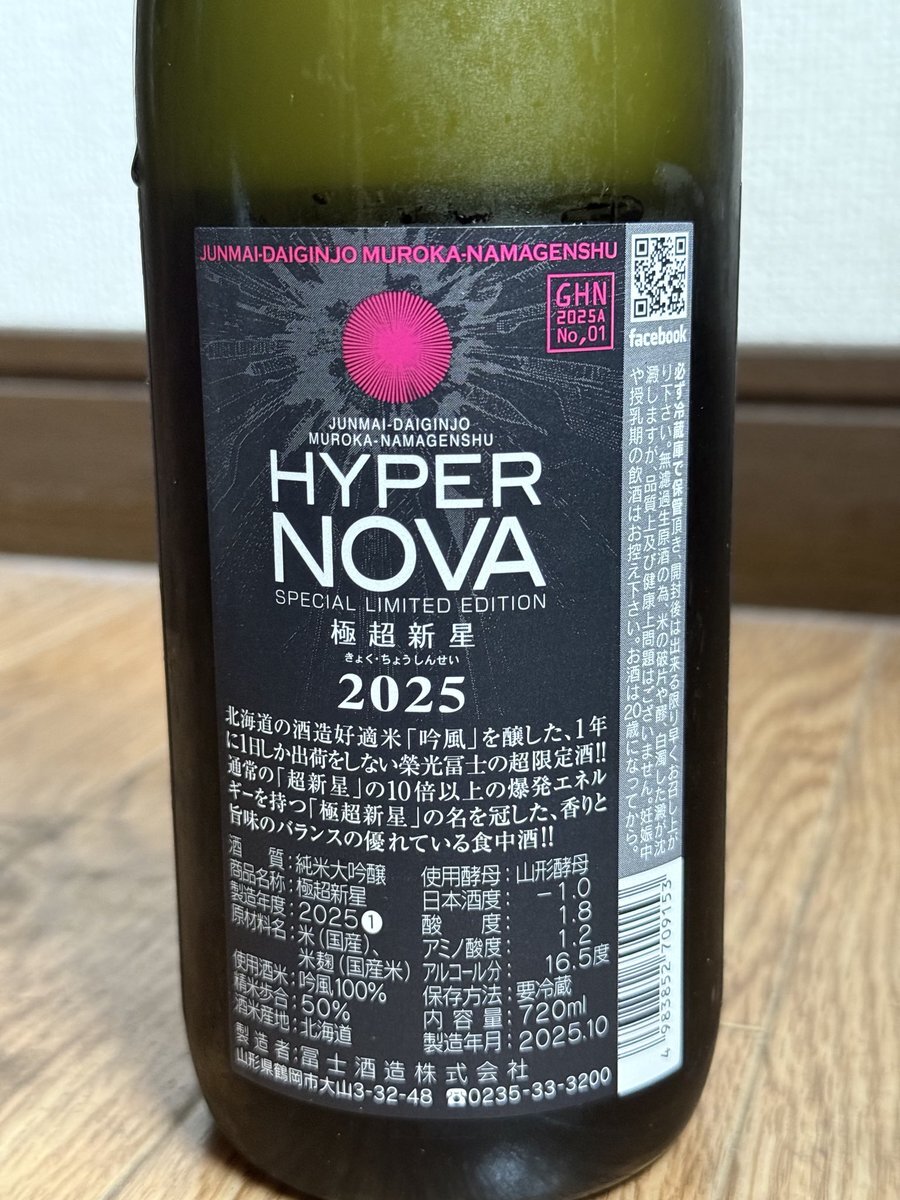 JUNMAI-DAIGINJO MUROKA-NAMAGENSHU
GHN
2025A
No,01
JUNMAI-DAIGINJO
MUROKA-NAMAGENSHU
HYPER
NOVA
SPECIAL LIMITED EDITION
極超新星
きょく・ちょうしんせい
2025
北海道の酒造好適米「吟風」を醸した、1年
に1日しか出荷をしない榮光冨士の超限定酒!!
通常の「超新星」の10倍以上の爆発エネル
ギーを持つ「極超新星」の名を冠した、香りと
旨味のバランスの優れている食中酒!!
酒 質:純米大吟醸
商品名称:極超新星
製造年度:2025①
原材料名:米(国産)、
米麹(国産米)
使用酒米:吟風100%
精米歩合:50%
酒米産地:北海道
使用酵母:山形酵母
日本酒度: −1.0
酸 度: 1.8
アミノ酸度: 1.2
アルコール分: 16.5度
保存方法:要冷蔵
内容量:720ml
製造年月:2025.10
製造者:冨士酒造株式会社
山形県鶴岡市大山3-32-48 ☎0235-33-3200
facebook
必ず冷蔵庫で保管頂き、開封後は出来る限り早くお召し上が
り下さい。無濾過生原酒の為、米の破片や醪、白濁した澱が沈
澱しますが、品質上及び健康上問題はございません。妊娠中
や授乳期の飲酒はお控え下さい。お酒は20歳になってから。
4 983852 709153